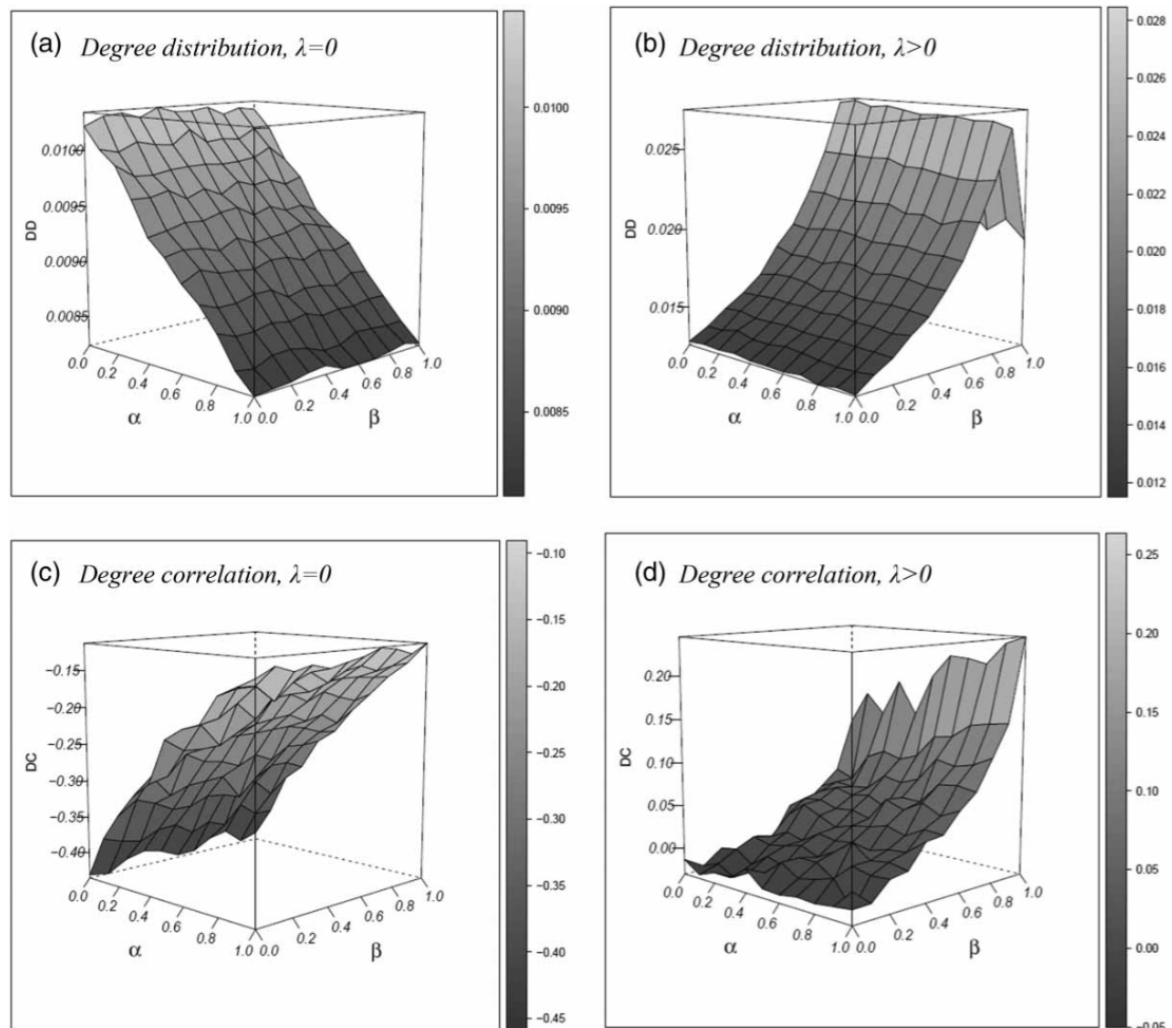 (a) Degree distribution, λ=0
0.0100
0.0095
0.0090
0.0085
DD
0.0 0.2 0.4 0.6 0.8 1.0
α
0.0 0.2 0.4 0.6 0.8 1.0
β
0.0100
0.0095
0.0090
0.0085
(b) Degree distribution, λ>0
0.025
0.020
0.015
DD
0.0 0.2 0.4 0.6 0.8 1.0
α
0.0 0.2 0.4 0.6 0.8 1.0
β
0.028
0.026
0.024
0.022
0.020
0.018
0.016
0.014
0.012
(c) Degree correlation, λ=0
−0.15
−0.20
−0.25
−0.30
−0.35
−0.40
DC
0.0 0.2 0.4 0.6 0.8 1.0
α
0.0 0.2 0.4 0.6 0.8 1.0
β
−0.10
−0.15
−0.20
−0.25
−0.30
−0.35
−0.40
−0.45
(d) Degree correlation, λ>0
0.20
0.15
0.10
0.05
0.00
DC
0.0 0.2 0.4 0.6 0.8 1.0
α
0.0 0.2 0.4 0.6 0.8 1.0
β
0.25
0.20
0.15
0.10
0.05
0.00
−0.05